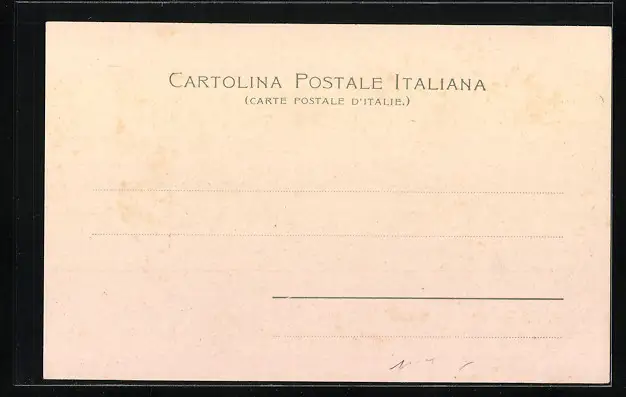 CARTOLINA POSTALE ITALIANA
(CARTE POSTALE D'ITALIE.)